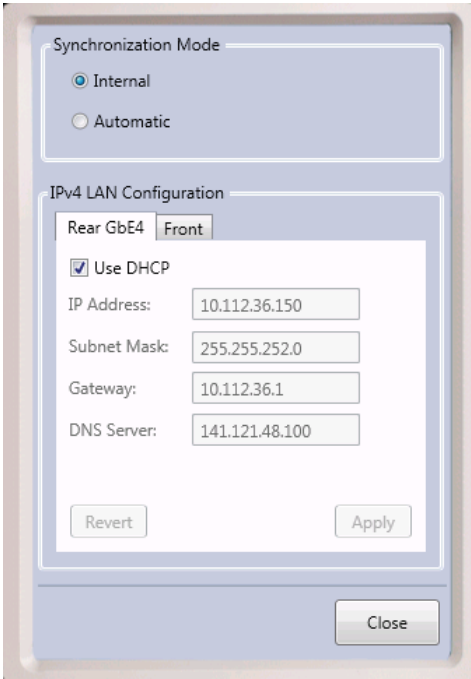 Synchronization Mode
Internal
Automatic
IPv4 LAN Configuration
Rear GbE4 Front
Use DHCP
IP Address: 10.112.36.150
Subnet Mask: 255.255.252.0
Gateway: 10.112.36.1
DNS Server: 141.121.48.100
Revert Apply
Close